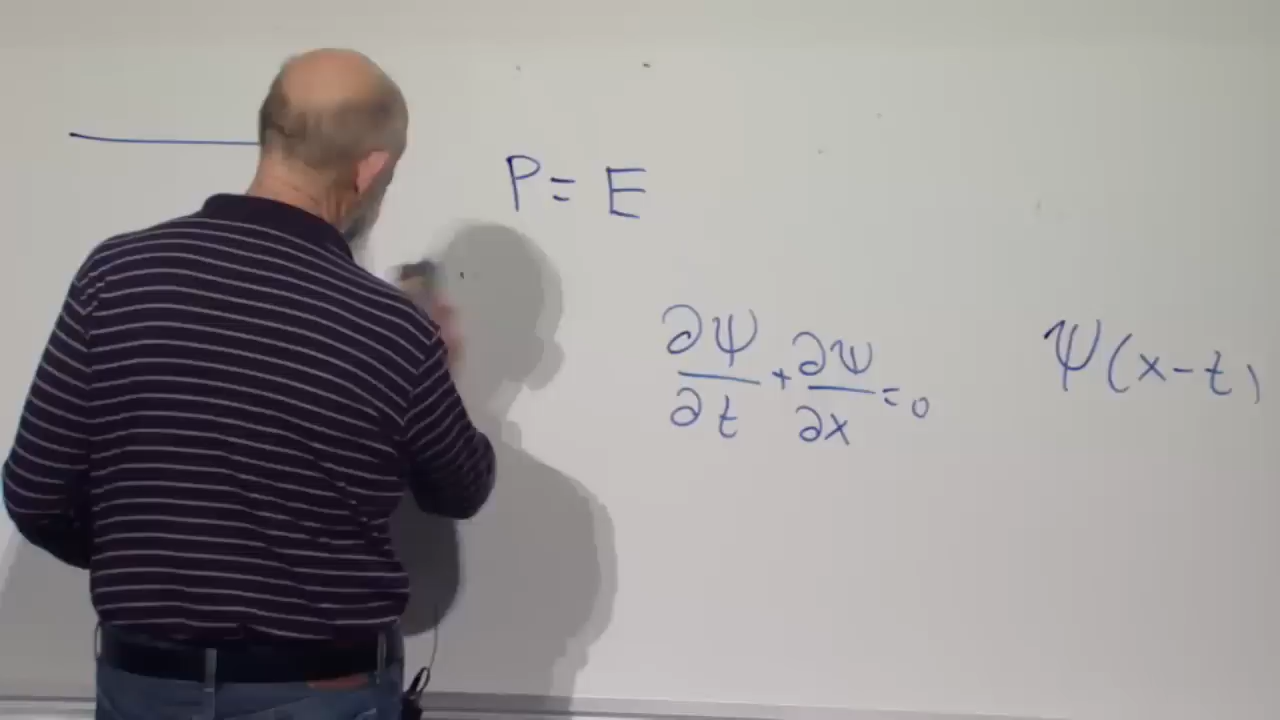 P = E
∂ψ/∂t + ∂ψ/∂x = 0
ψ(x-t)